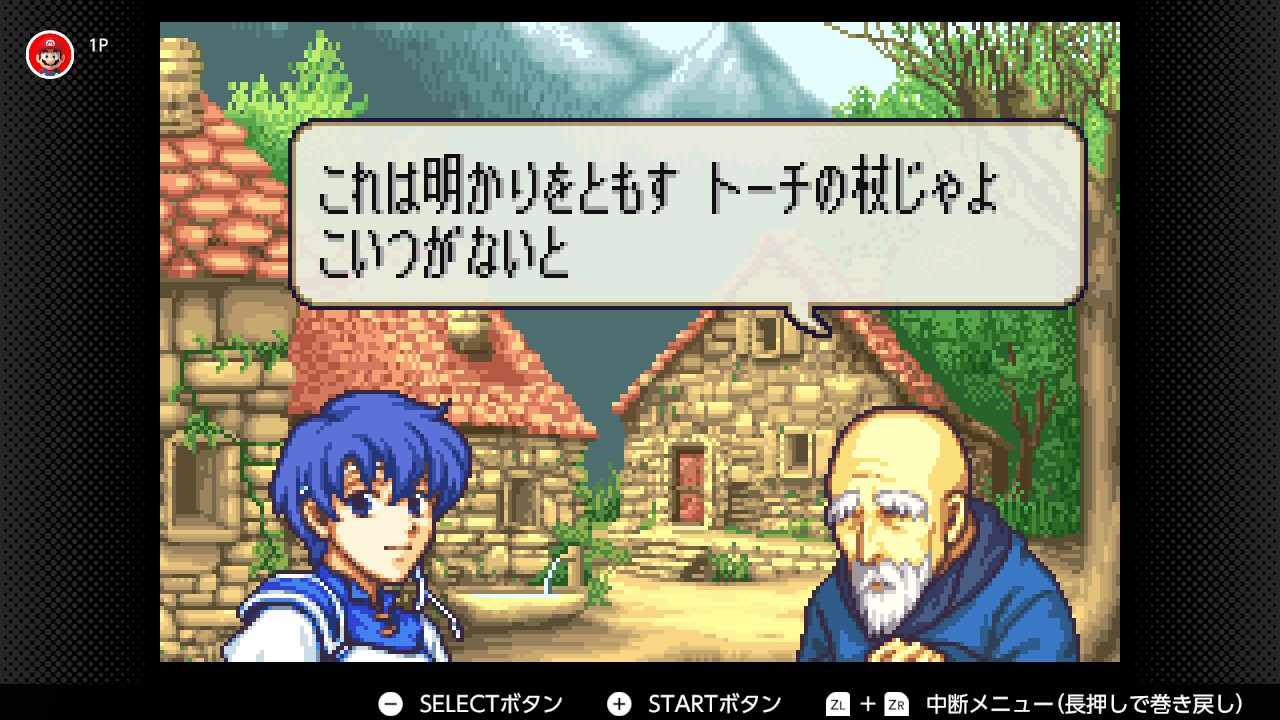 1P
これは明かりをともす トーチの杖じゃよ
こいつがないと
SELECTボタン
STARTボタン
ZL + ZR 中断メニュー(長押しで巻き戻し)